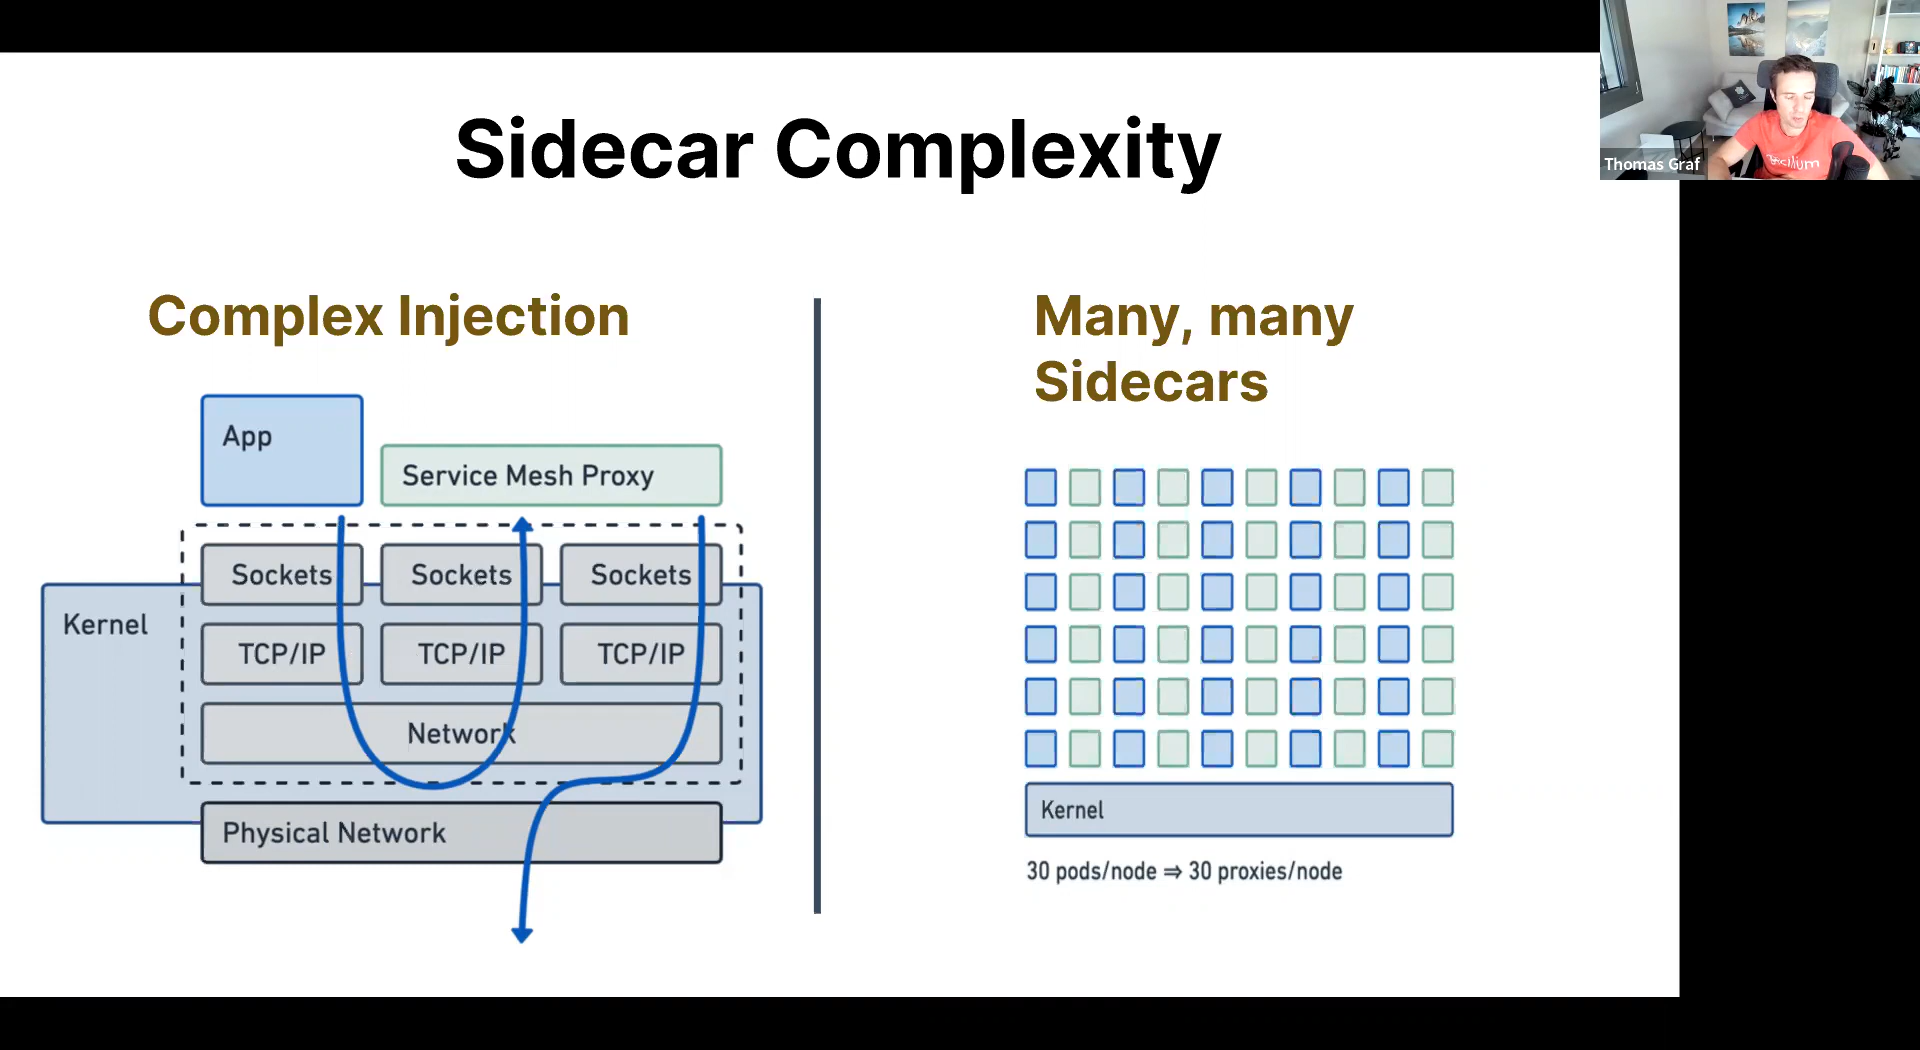 Sidecar Complexity
Thomas Graf
Complex Injection
App
Service Mesh Proxy
Sockets Sockets Sockets
Kernel
TCP/IP TCP/IP TCP/IP
Network
Physical Network
Many, many
Sidecars
Kernel
30 pods/node ⇒ 30 proxies/node